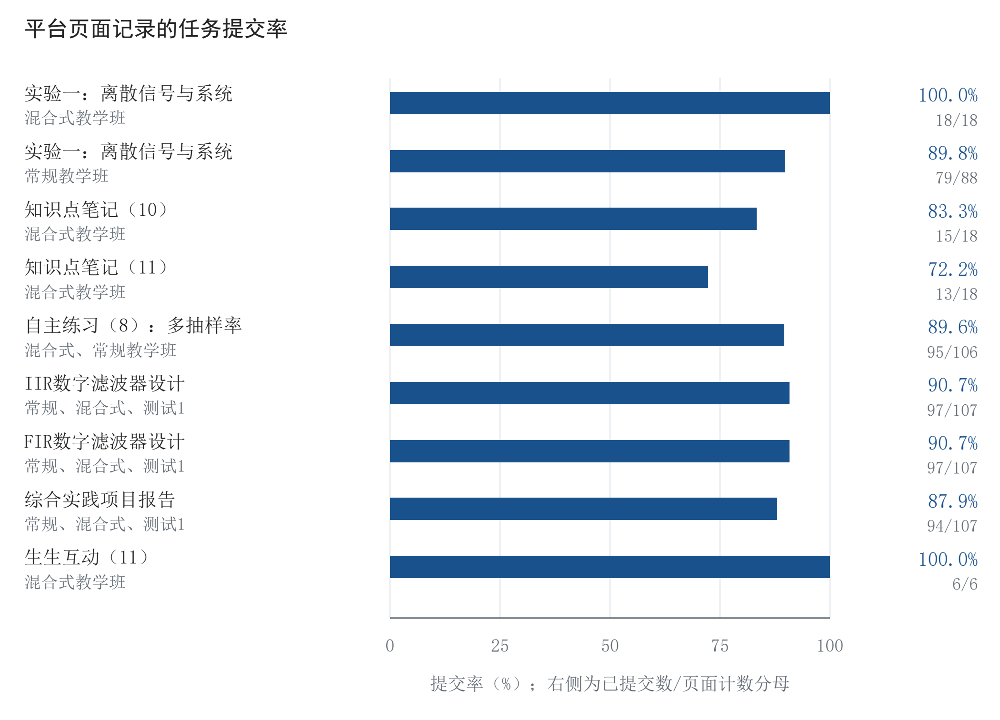 平台页面记录的任务提交率
实验一：离散信号与系统
混合式教学班
100.0%
18/18
实验一：离散信号与系统
常规教学班
89.8%
79/88
知识点笔记（10）
混合式教学班
83.3%
15/18
知识点笔记（11）
混合式教学班
72.2%
13/18
自主练习（8）：多抽样率
混合式、常规教学班
89.6%
95/106
IIR数字滤波器设计
常规、混合式、测试1
90.7%
97/107
FIR数字滤波器设计
常规、混合式、测试1
90.7%
97/107
综合实践项目报告
常规、混合式、测试1
87.9%
94/107
生生互动（11）
混合式教学班
100.0%
6/6
0 25 50 75 100
提交率（%）；右侧为已提交数/页面计数分母